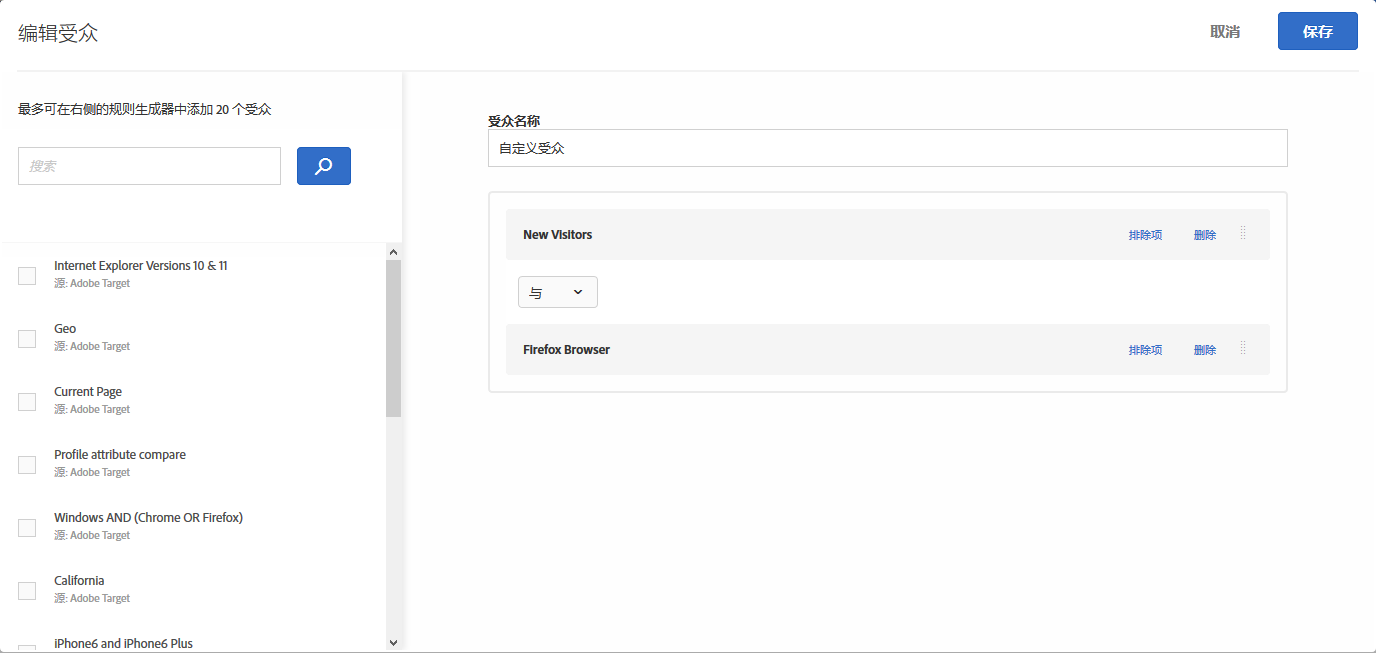 编辑受众
取消
保存
最多可在右侧的规则生成器中添加 20 个受众
搜索
Internet Explorer Versions 10 & 11
源: Adobe Target
Geo
源: Adobe Target
Current Page
源: Adobe Target
Profile attribute compare
源: Adobe Target
Windows AND (Chrome OR Firefox)
源: Adobe Target
California
源: Adobe Target
iPhone6 and iPhone6 Plus
受众名称
自定义受众
New Visitors
排除项
删除
与
Firefox Browser
排除项
删除